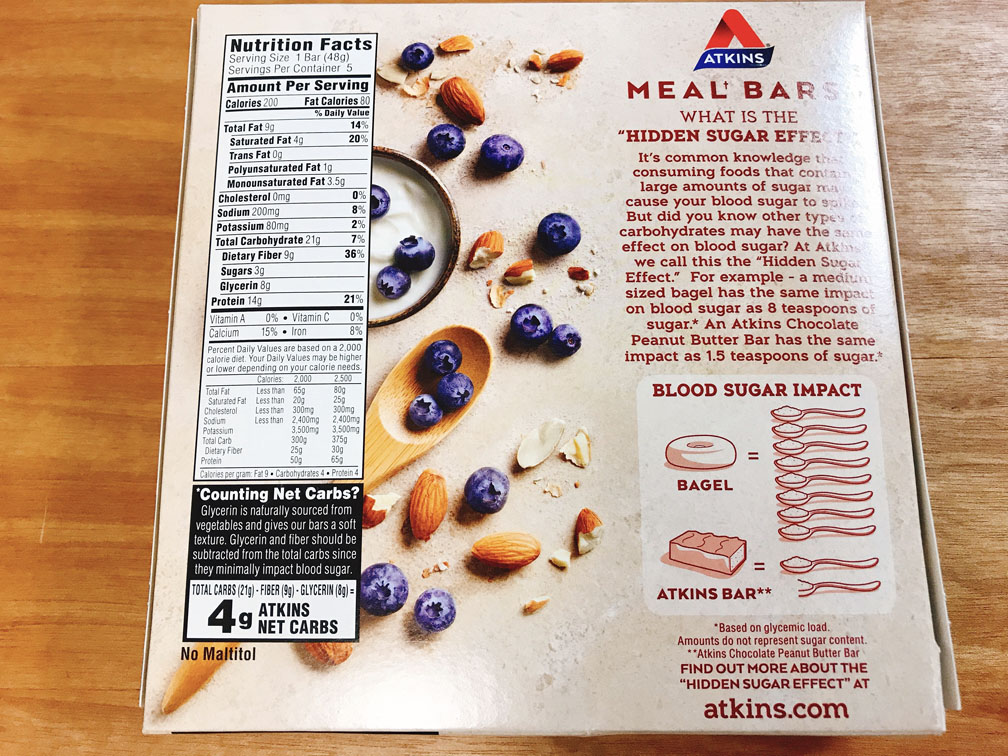 Nutrition Facts
Serving Size 1 Bar (48g)
Servings Per Container 5
Amount Per Serving
Calories 200 Fat Calories 80
% Daily Value
Total Fat 9g 14%
Saturated Fat 4g 20%
Trans Fat 0g
Polyunsaturated Fat 1g
Monounsaturated Fat 3.5g
Cholesterol 0mg 0%
Sodium 200mg 8%
Potassium 80mg 2%
Total Carbohydrate 21g 7%
Dietary Fiber 9g 36%
Sugars 3g
Glycerin 8g
Protein 14g 21%
Vitamin A 0% • Vitamin C 0%
Calcium 15% • Iron 8%
Percent Daily Values are based on a 2,000
calorie diet. Your Daily Values may be higher
or lower depending on your calorie needs.
Calories: 2,000 2,500
Total Fat Less than 65g 80g
Saturated Fat Less than 20g 25g
Cholesterol Less than 300mg 300mg
Sodium Less than 2,400mg 2,400mg
Potassium 3,500mg 3,500mg
Total Carb 300g 375g
Dietary Fiber 25g 30g
Protein 50g 65g
Calories per gram: Fat 9 • Carbohydrates 4 • Protein 4
*Counting Net Carbs?
Glycerin is naturally sourced from
vegetables and gives our bars a soft
texture. Glycerin and fiber should be
subtracted from the total carbs since
they minimally impact blood sugar.
TOTAL CARBS (21g) - FIBER (9g) - GLYCERIN (8g) =
4g ATKINS
NET CARBS
No Maltitol
ATKINS®
MEAL† BARS
WHAT IS THE
"HIDDEN SUGAR EFFECT"
It's common knowledge that
consuming foods that contain
large amounts of sugar may
cause your blood sugar to spike.
But did you know other types of
carbohydrates may have the same
effect on blood sugar? At Atkins
we call this the "Hidden Sugar
Effect." For example - a medium
sized bagel has the same impact
on blood sugar as 8 teaspoons of
sugar.* An Atkins Chocolate
Peanut Butter Bar has the same
impact as 1.5 teaspoons of sugar.*
BLOOD SUGAR IMPACT
BAGEL
=
ATKINS BAR**
=
*Based on glycemic load.
Amounts do not represent sugar content.
**Atkins Chocolate Peanut Butter Bar
FIND OUT MORE ABOUT THE
"HIDDEN SUGAR EFFECT" AT
atkins.com